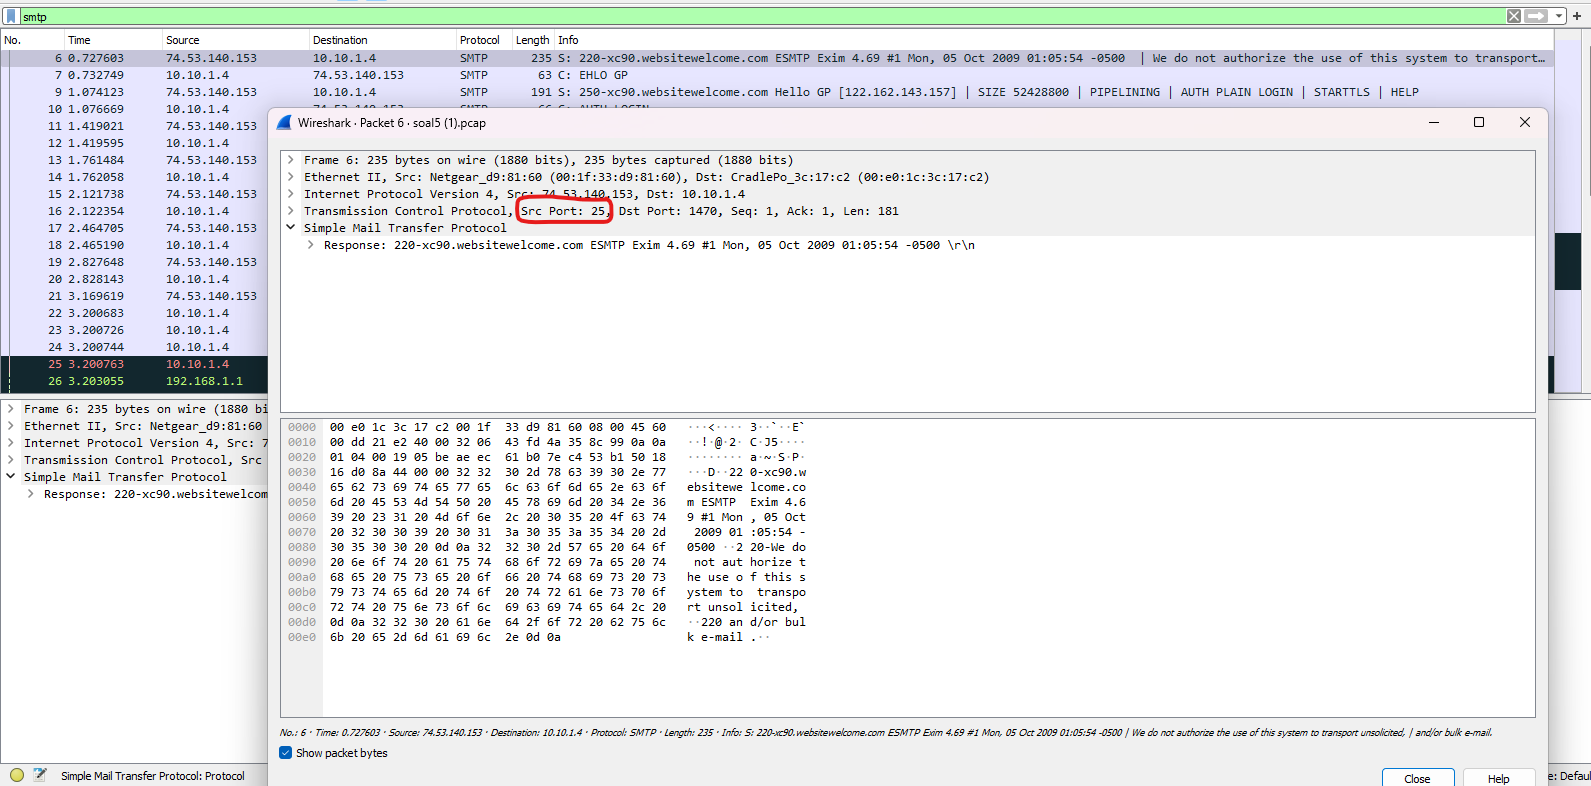 smtp
No. Time Source Destination Protocol Length Info
6 0.727603 74.53.140.153 10.10.1.4 SMTP 235 S: 220-xc90.websitewelcome.com ESMTP Exim 4.69 #1 Mon, 05 Oct 2009 01:05:54 -0500 | We do not authorize the use of this system to transport…
7 0.732749 10.10.1.4 74.53.140.153 SMTP 63 C: EHLO GP
9 1.074123 74.53.140.153 10.10.1.4 SMTP 191 S: 250-xc90.websitewelcome.com Hello GP [122.162.143.157] | SIZE 52428800 | PIPELINING | AUTH PLAIN LOGIN | STARTTLS | HELP
10 1.076669 10.10.1.4
11 1.419021 74.53.140.153
12 1.419595 10.10.1.4
13 1.761484 74.53.140.153
14 1.762058 10.10.1.4
15 2.121738 74.53.140.153
16 2.122354 10.10.1.4
17 2.464705 74.53.140.153
18 2.465190 10.10.1.4
19 2.827648 74.53.140.153
20 2.828143 10.10.1.4
21 3.169619 74.53.140.153
22 3.200683 10.10.1.4
23 3.200726 10.10.1.4
24 3.200744 10.10.1.4
25 3.200763 10.10.1.4
26 3.203055 192.168.1.1
Frame 6: 235 bytes on wire (1880 bi
Ethernet II, Src: Netgear_d9:81:60
Internet Protocol Version 4, Src: 7
Transmission Control Protocol, Src
Simple Mail Transfer Protocol
Response: 220-xc90.websitewelcom
Wireshark · Packet 6 · soal5 (1).pcap
Frame 6: 235 bytes on wire (1880 bits), 235 bytes captured (1880 bits)
Ethernet II, Src: Netgear_d9:81:60 (00:1f:33:d9:81:60), Dst: CradlePo_3c:17:c2 (00:e0:1c:3c:17:c2)
Internet Protocol Version 4, Src: 74.53.140.153, Dst: 10.10.1.4
Transmission Control Protocol, Src Port: 25, Dst Port: 1470, Seq: 1, Ack: 1, Len: 181
Simple Mail Transfer Protocol
Response: 220-xc90.websitewelcome.com ESMTP Exim 4.69 #1 Mon, 05 Oct 2009 01:05:54 -0500 \r\n
0000 00 e0 1c 3c 17 c2 00 1f 33 d9 81 60 08 00 45 60 ···<···· 3··`··E`
0010 00 dd 21 e2 40 00 32 06 43 fd 4a 35 8c 99 0a 0a ··!·@·2· C·J5····
0020 01 04 00 19 05 be ae ec 61 b0 7e c4 53 b1 50 18 ········ a·~·S·P·
0030 16 d0 8a 44 00 00 32 32 30 2d 78 63 39 30 2e 77 ···D··22 0-xc90.w
0040 65 62 73 69 74 65 77 65 6c 63 6f 6d 65 2e 63 6f ebsitewe lcome.co
0050 6d 20 45 53 4d 54 50 20 45 78 69 6d 20 34 2e 36 m ESMTP Exim 4.6
0060 39 20 23 31 20 4d 6f 6e 2c 20 30 35 20 4f 63 74 9 #1 Mon , 05 Oct
0070 20 32 30 30 39 20 30 31 3a 30 35 3a 35 34 20 2d 2009 01 :05:54 -
0080 30 35 30 30 20 0d 0a 32 32 30 2d 57 65 20 64 6f 0500 ··2 20-We do
0090 20 6e 6f 74 20 61 75 74 68 6f 72 69 7a 65 20 74 not aut horize t
00a0 68 65 20 75 73 65 20 6f 66 20 74 68 69 73 20 73 he use o f this s
00b0 79 73 74 65 6d 20 74 6f 20 74 72 61 6e 73 70 6f ystem to transpo
00c0 72 74 20 75 6e 73 6f 6c 69 63 69 74 65 64 2c 20 rt unsol icited,
00d0 0d 0a 32 32 30 20 61 6e 64 2f 6f 72 20 62 75 6c ··220 an d/or bul
00e0 6b 20 65 2d 6d 61 69 6c 2e 0d 0a k e-mail .··
No.: 6 · Time: 0.727603 · Source: 74.53.140.153 · Destination: 10.10.1.4 · Protocol: SMTP · Length: 235 · Info: S: 220-xc90.websitewelcome.com ESMTP Exim 4.69 #1 Mon, 05 Oct 2009 01:05:54 -0500 | We do not authorize the use of this system to transport unsolicited, | and/or bulk e-mail.
Show packet bytes
Close Help
Simple Mail Transfer Protocol: Protocol
e: Defau